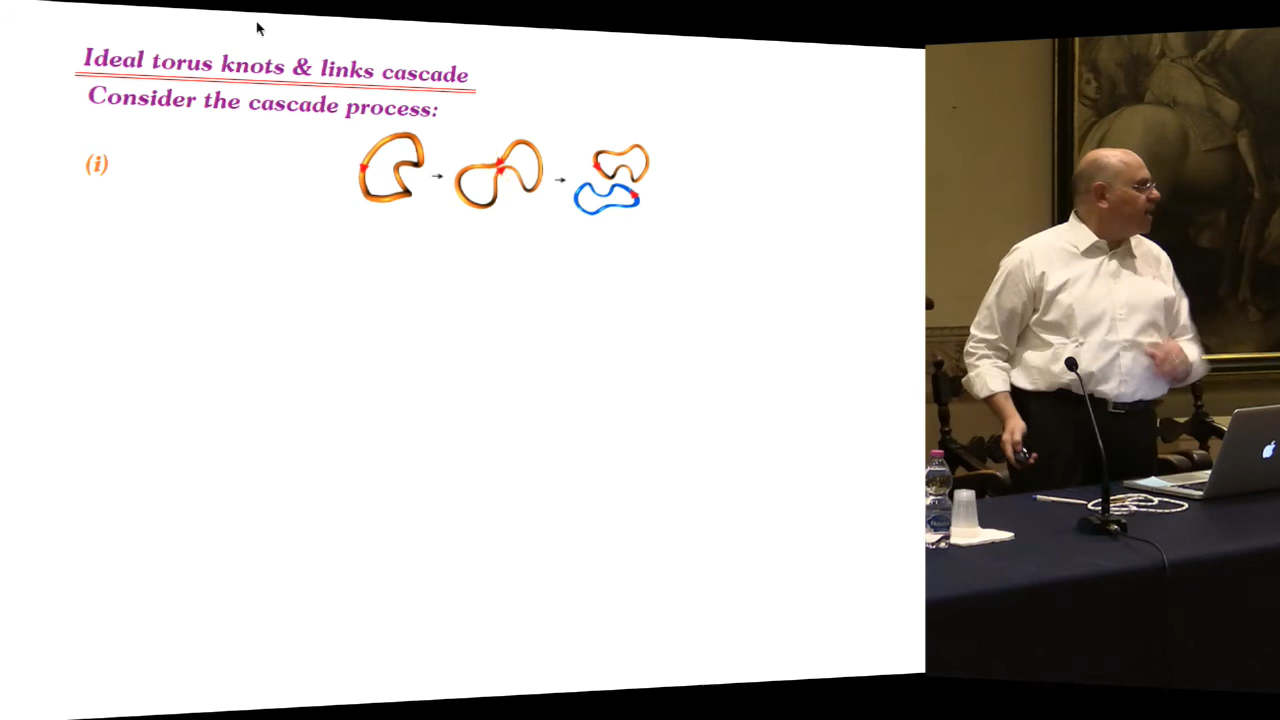 Ideal torus knots & links cascade
Consider the cascade process:
(i)